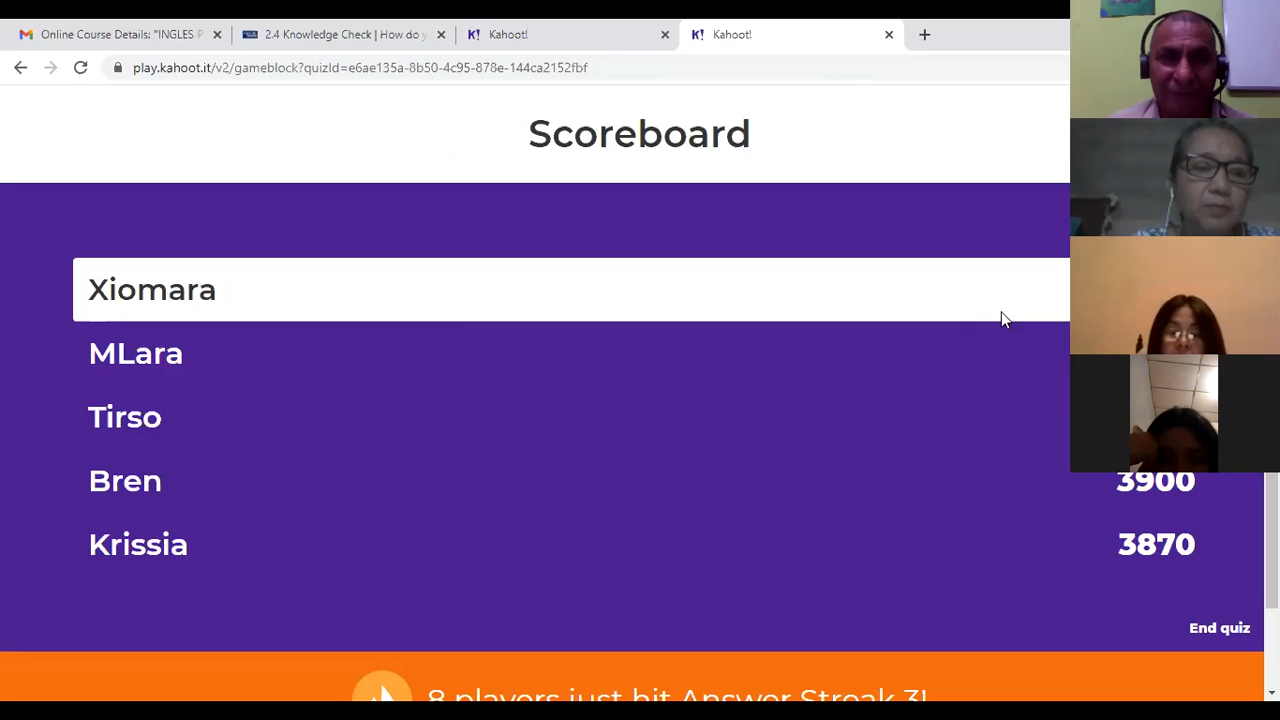 Online Course Details: "INGLES P
2.4 Knowledge Check | How do y
Kahoot!
Kahoot!
play.kahoot.it/v2/gameblock?quizId=e6ae135a-8b50-4c95-878e-144ca2152fbf
Scoreboard
Xiomara
MLara
Tirso
Bren 3900
Krissia 3870
End quiz
8 players just hit Answer Streak 3!